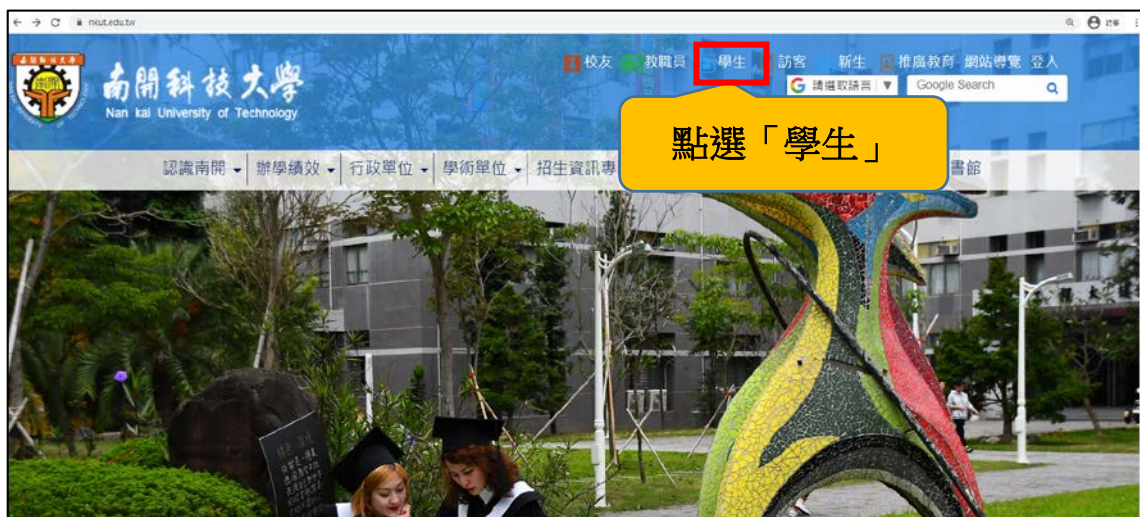 nkut.edu.tw
訪客
校友 教職員 學生 訪客 新生 推廣教育 網站導覽 登入
南開科技大學
Nan kai University of Technology
請選取語言 ▼
Google Search
點選「學生」
認識南開 辦學績效 行政單位 學術單位 招生資訊專
書館